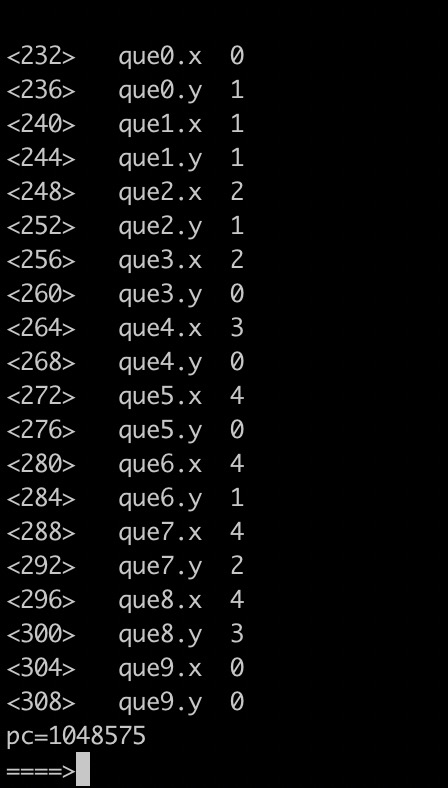 <232>   que0.x  0
<236>   que0.y  1
<240>   que1.x  1
<244>   que1.y  1
<248>   que2.x  2
<252>   que2.y  1
<256>   que3.x  2
<260>   que3.y  0
<264>   que4.x  3
<268>   que4.y  0
<272>   que5.x  4
<276>   que5.y  0
<280>   que6.x  4
<284>   que6.y  1
<288>   que7.x  4
<292>   que7.y  2
<296>   que8.x  4
<300>   que8.y  3
<304>   que9.x  0
<308>   que9.y  0
pc=1048575
====>